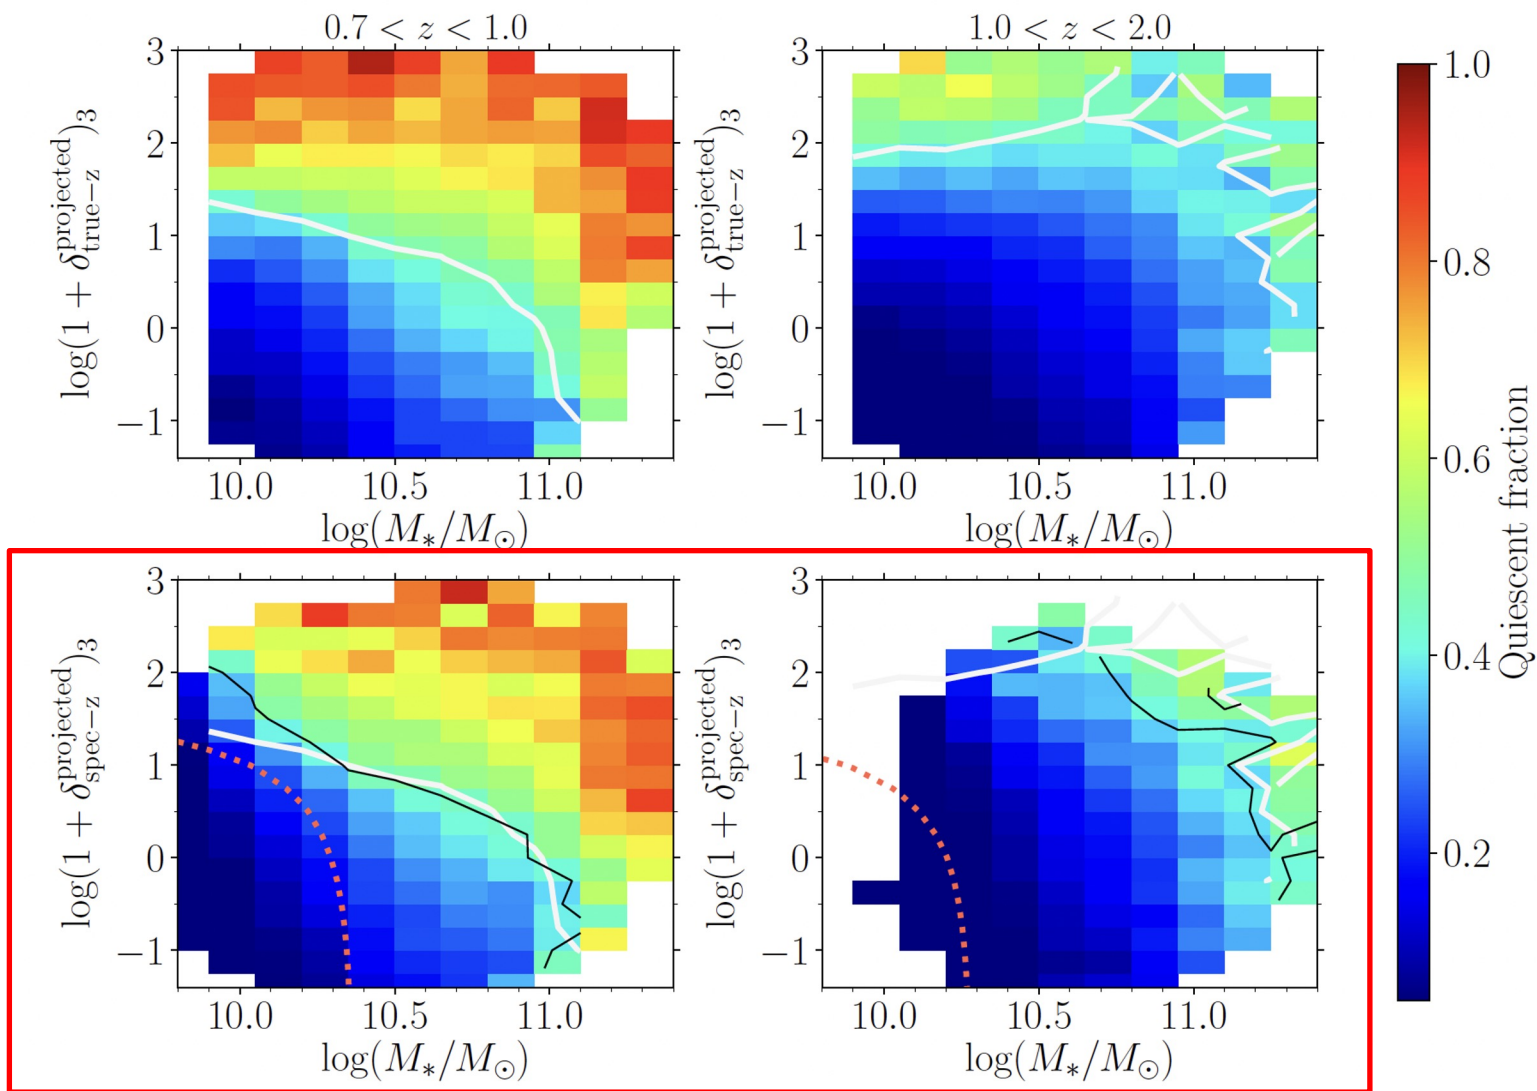 0.7 < z < 1.0
1.0 < z < 2.0
log(1 + δ^projected_true−z)_3
3
2
1
0
−1
10.0 10.5 11.0
log(M_*/M_⊙)
log(1 + δ^projected_true−z)_3
3
2
1
0
−1
10.0 10.5 11.0
log(M_*/M_⊙)
log(1 + δ^projected_spec−z)_3
3
2
1
0
−1
10.0 10.5 11.0
log(M_*/M_⊙)
log(1 + δ^projected_spec−z)_3
3
2
1
0
−1
10.0 10.5 11.0
log(M_*/M_⊙)
1.0
0.8
0.6
0.4
0.2
Quiescent fraction